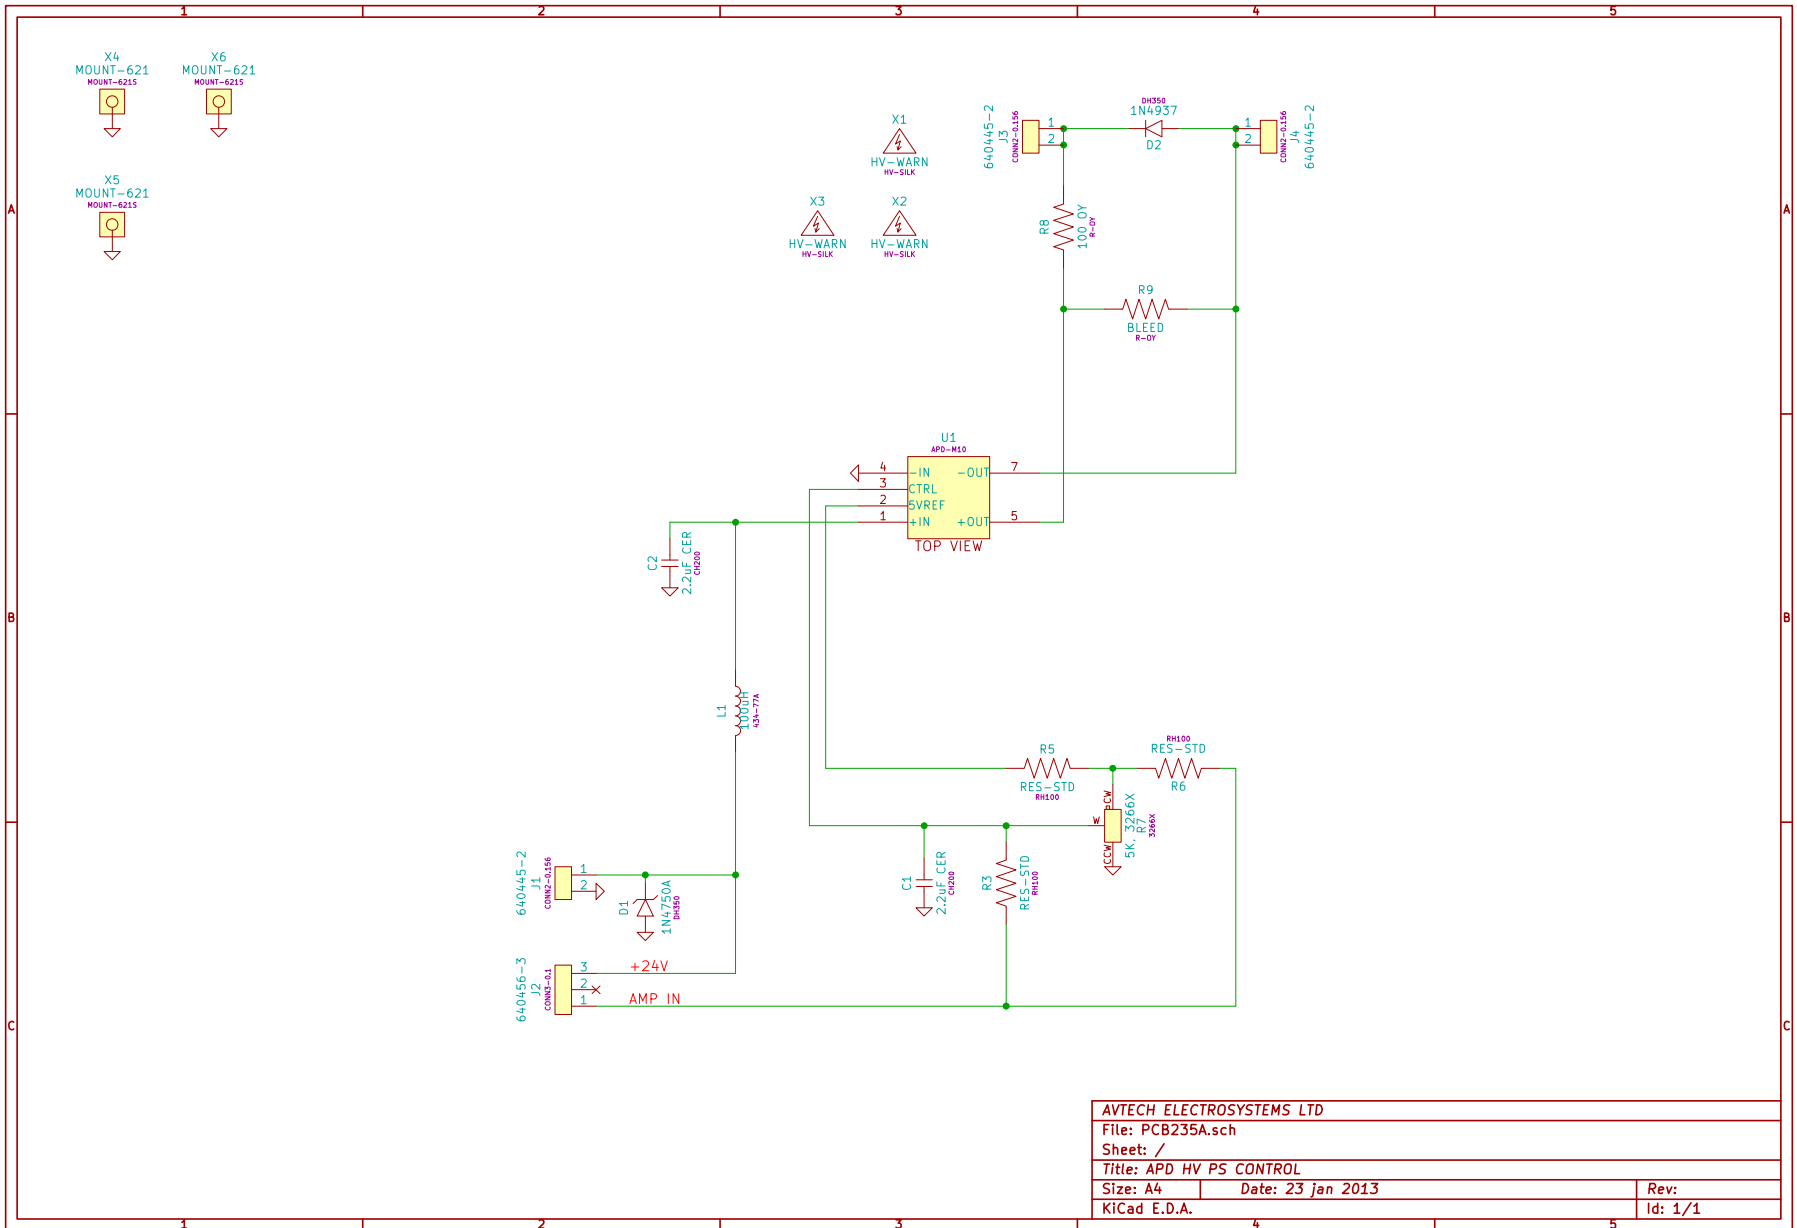 1 2 3 4 5
X4
MOUNT-621
MOUNT-621S
X6
MOUNT-621
MOUNT-621S
X5
MOUNT-621
MOUNT-621S
X1
HV-WARN
HV-SILK
X3
HV-WARN
HV-SILK
X2
HV-WARN
HV-SILK
640445-2
J3
CONN2-0.156
1
2
DH350
1N4937
D2
1
2
CONN2-0.156
J4
640445-2
A
A
R8
100 OY
R-OY
R9
BLEED
R-OY
U1
APD-M10
4 -IN
3 CTRL
2 5VREF
1 +IN
-OUT 7
+OUT 5
TOP VIEW
C2
2.2uF CER
CH200
B
B
L1
100uH
434-77A
R5
RES-STD
RH100
RH100
RES-STD
R6
CW
W
CCW
5K, 3266X
R7
3266X
C1
2.2uF CER
CH200
R3
RES-STD
RH100
640445-2
J1
CONN2-0.156
1
2
D1
1N4750A
DH350
640456-3
J2
CONN3-0.1
3
2
1
+24V
AMP IN
C
C
AVTECH ELECTROSYSTEMS LTD
File: PCB235A.sch
Sheet: /
Title: APD HV PS CONTROL
Size: A4 Date: 23 jan 2013 Rev:
KiCad E.D.A. Id: 1/1
1 2 3 4 5